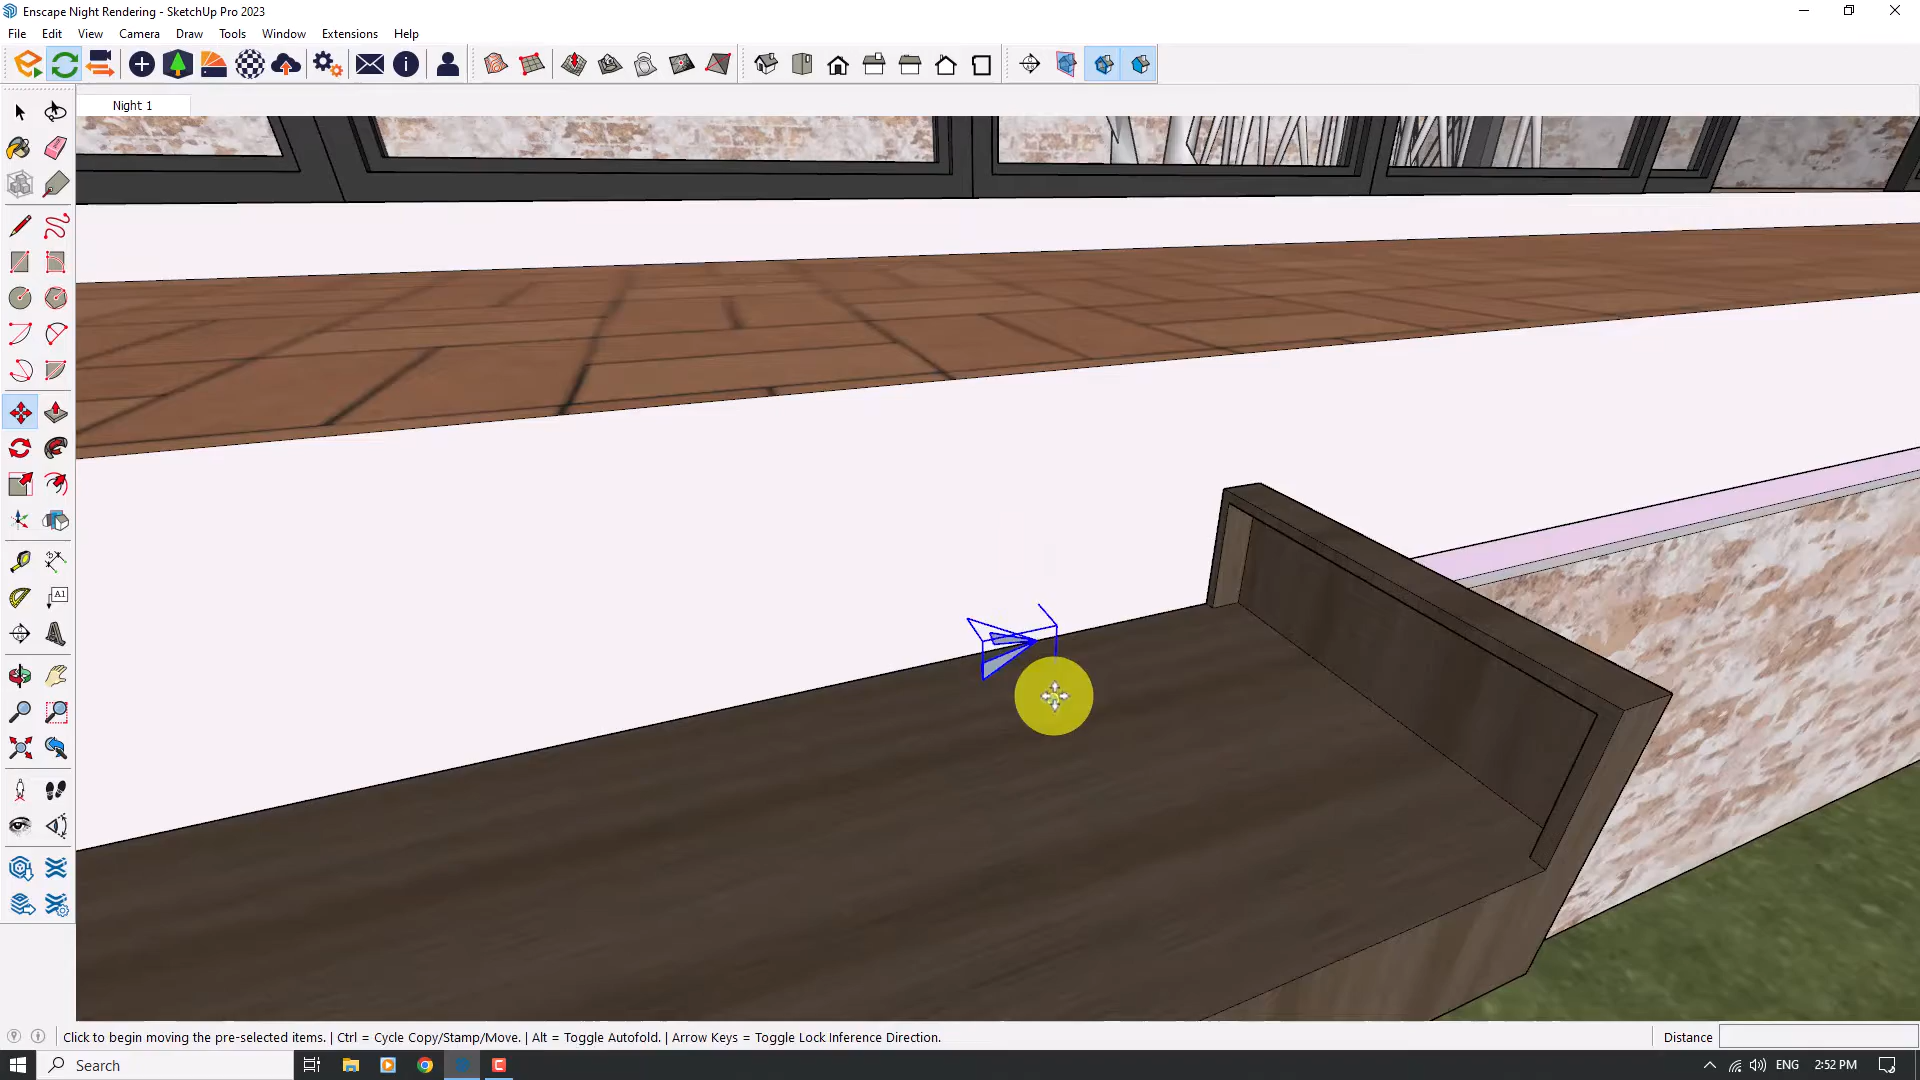 Enscape Night Rendering - SketchUp Pro 2023
File Edit View Camera Draw Tools Window Extensions Help
Night 1
A1
Click to begin moving the pre-selected items. | Ctrl = Cycle Copy/Stamp/Move. | Alt = Toggle Autofold. | Arrow Keys = Toggle Lock Inference Direction.
Distance
Search
ENG
2:52 PM